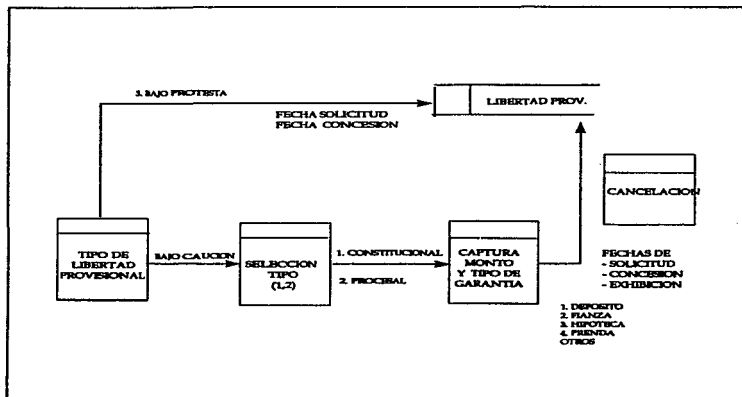 3. BAJO PROTESTA
LIBERTAD PROV.
FECHA SOLICITUD
FECHA CONCESION
CANCELACION
TIPO DE
LIBERTAD
PROVISIONAL
BAJO CAUCION
SELECCION
TIPO
(1,2)
1. CONSTITUCIONAL
2. PROCESAL
CAPTURA
MONTO
Y TIPO DE
GARANTIA
FECHAS DE
- SOLICITUD
- CONCESION
- EXHIBICION
1. DEPOSITO
2. FIANZA
3. HIPOTECA
4. PRENDA
OTROS